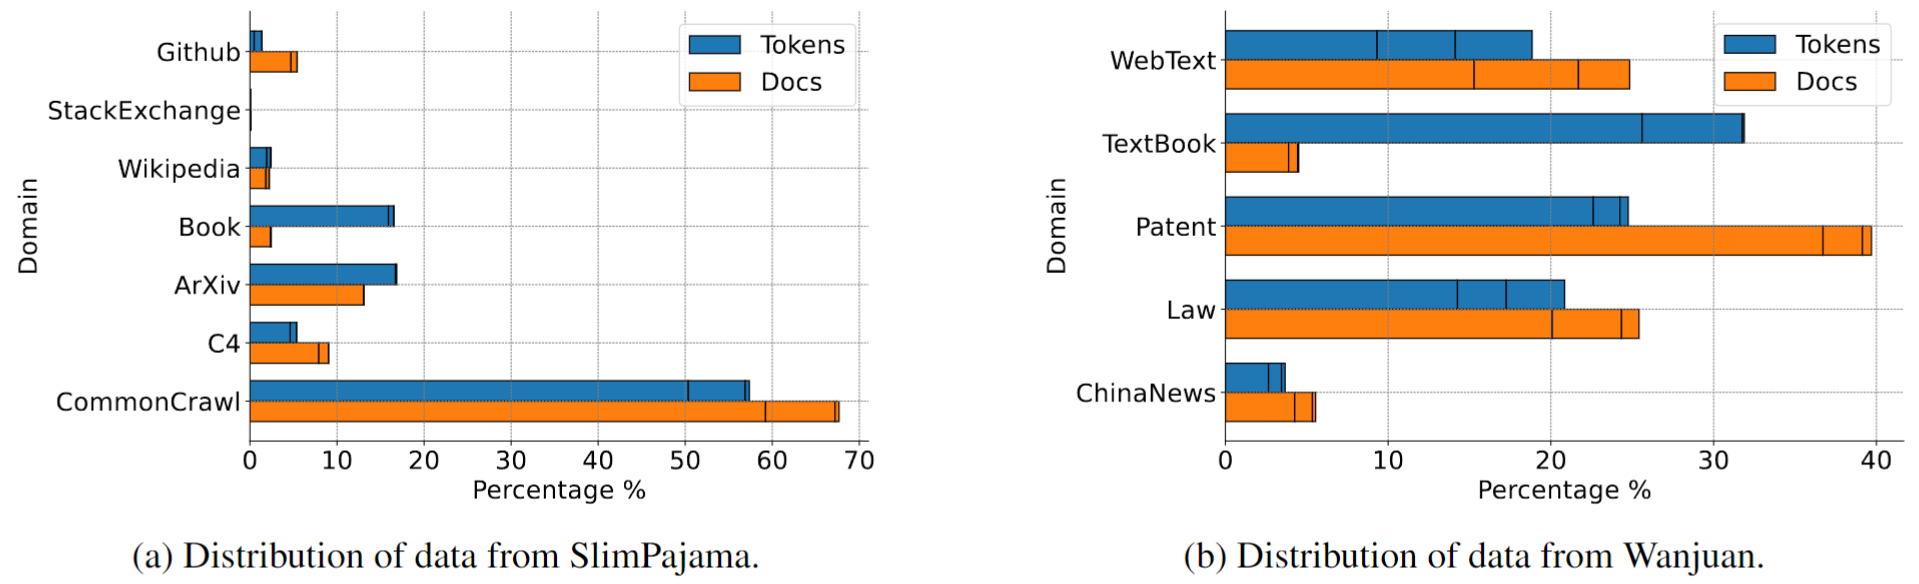 Github
StackExchange
Wikipedia
Book
ArXiv
C4
CommonCrawl
Domain
0 10 20 30 40 50 60 70
Percentage %
Tokens
Docs
(a) Distribution of data from SlimPajama.
WebText
TextBook
Patent
Law
ChinaNews
Domain
0 10 20 30 40
Percentage %
Tokens
Docs
(b) Distribution of data from Wanjuan.